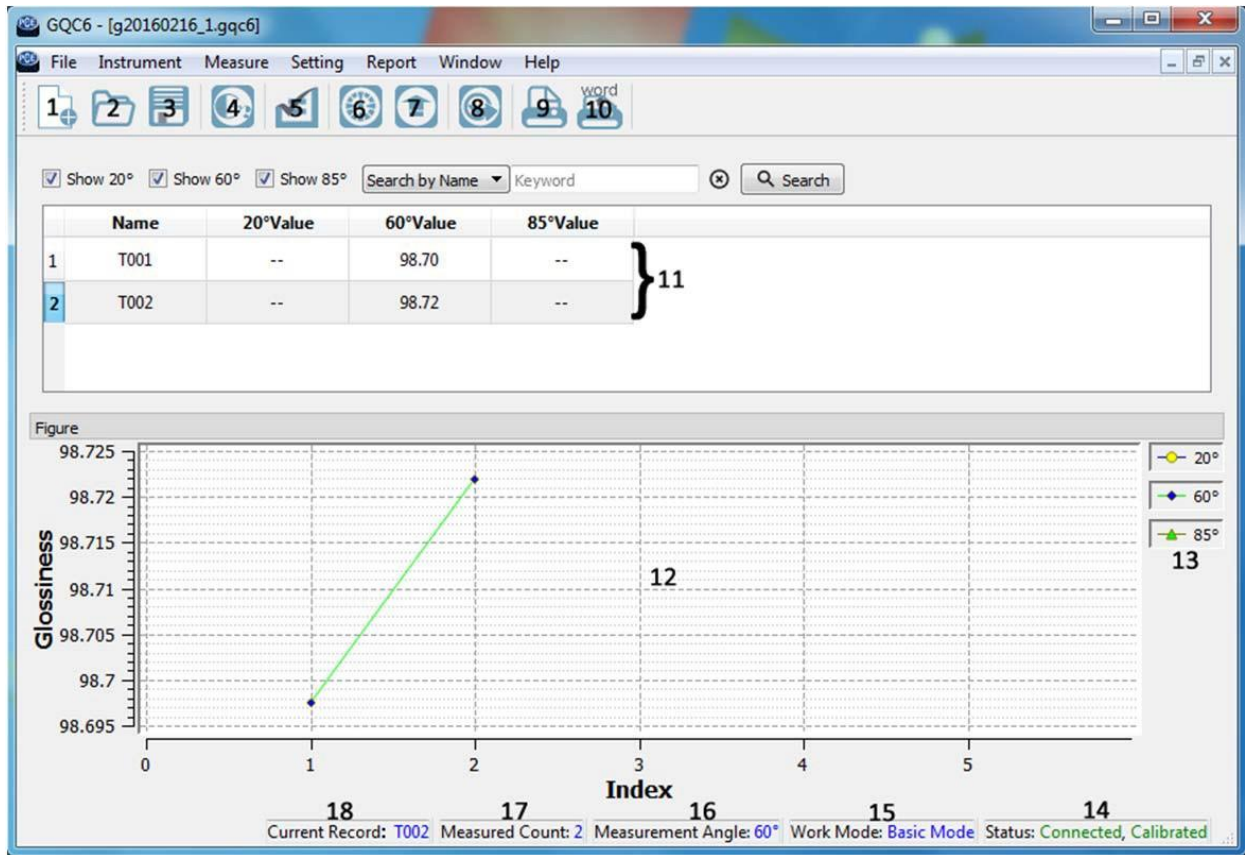 GQC6 - [g20160216_1.gqc6]
File Instrument Measure Setting Report Window Help
1 2 3 4 5 6 7 8 9 word 10
Show 20° Show 60° Show 85° Search by Name Keyword Search
Name 20°Value 60°Value 85°Value
1 T001 -- 98.70 --
2 T002 -- 98.72 --
11
Figure
98.725
98.72
98.715
98.71
98.705
98.7
98.695
Glossiness
12
20°
60°
85°
13
0 1 2 3 4 5
Index
18 17 16 15 14
Current Record: T002 Measured Count: 2 Measurement Angle: 60° Work Mode: Basic Mode Status: Connected, Calibrated